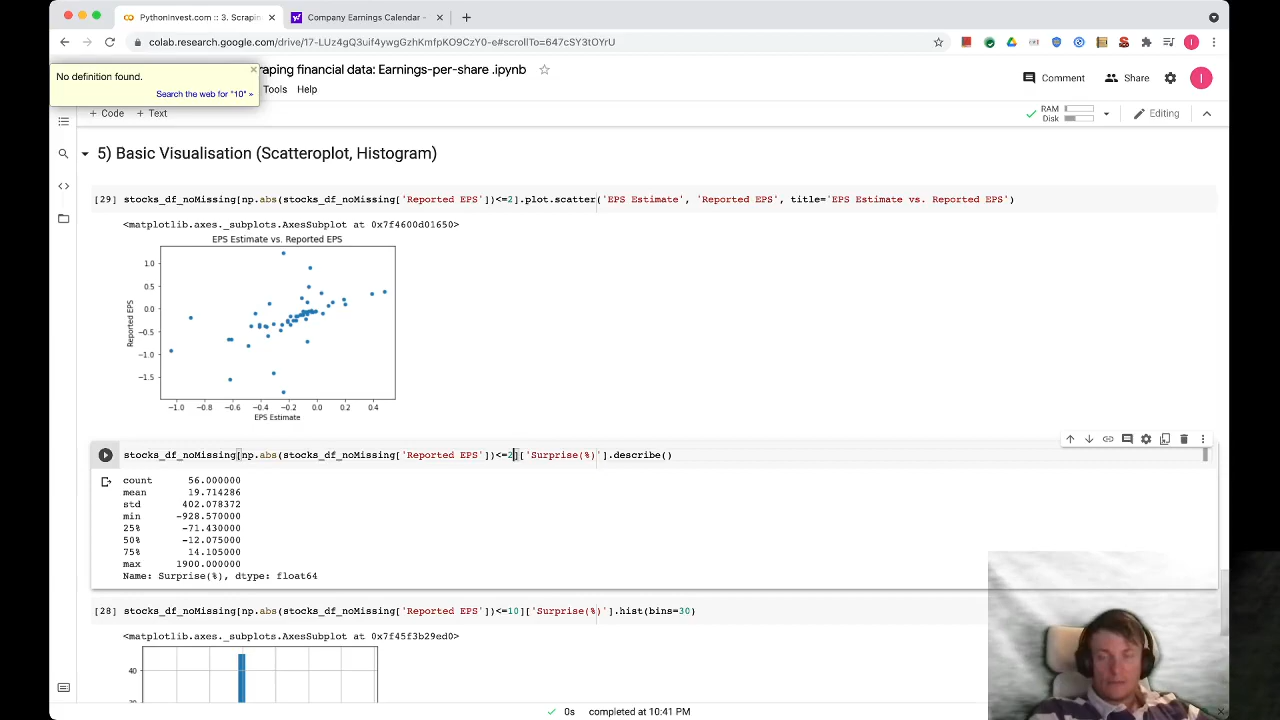 PythonInvest.com :: 3. Scrapin
Company Earnings Calendar -
colab.research.google.com/drive/17-LUz4gQ3uif4ywgGzhKmfpKO9CzY0-e#scrollTo=647cSY3tOYrU
No definition found.
Search the web for "10" »
raping financial data: Earnings-per-share .ipynb
Comment
Share
I
Tools
Help
+ Code
+ Text
RAM
Disk
Editing
5) Basic Visualisation (Scatteroplot, Histogram)
[29] stocks_df_noMissing[np.abs(stocks_df_noMissing['Reported EPS'])<=2].plot.scatter('EPS Estimate', 'Reported EPS', title='EPS Estimate vs. Reported EPS')
<matplotlib.axes._subplots.AxesSubplot at 0x7f4600d01650>
EPS Estimate vs. Reported EPS
1.0
0.5
0.0
−0.5
−1.0
−1.5
Reported EPS
−1.0 −0.8 −0.6 −0.4 −0.2 0.0 0.2 0.4
EPS Estimate
stocks_df_noMissing[np.abs(stocks_df_noMissing['Reported EPS'])<=2]['Surprise(%)'].describe()
count 56.000000
mean 19.714286
std 402.078372
min -928.570000
25% -71.430000
50% -12.075000
75% 14.105000
max 1900.000000
Name: Surprise(%), dtype: float64
[28] stocks_df_noMissing[np.abs(stocks_df_noMissing['Reported EPS'])<=10]['Surprise(%)'].hist(bins=30)
<matplotlib.axes._subplots.AxesSubplot at 0x7f45f3b29ed0>
40
0s completed at 10:41 PM